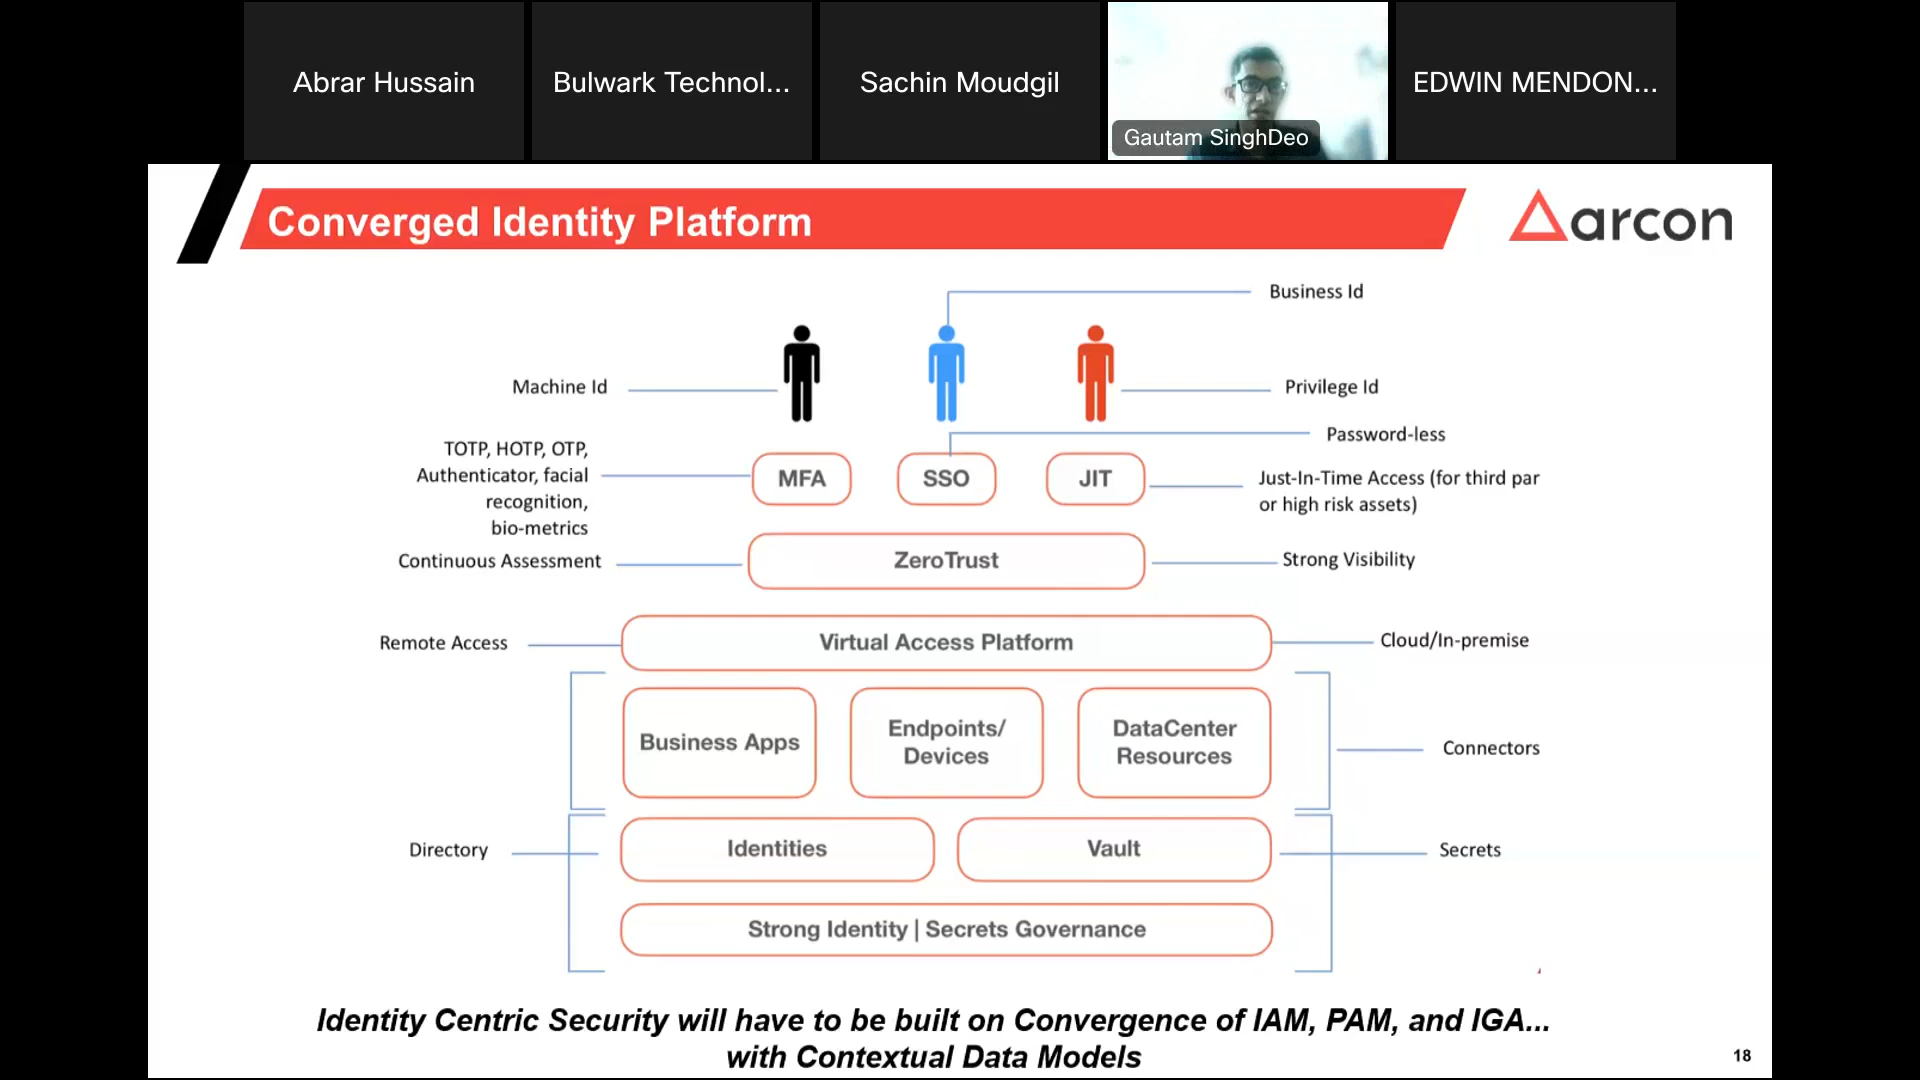 Abrar Hussain
Bulwark Technol...
Sachin Moudgil
Gautam SinghDeo
EDWIN MENDON...
Converged Identity Platform
arcon
Business Id
Machine Id
Privilege Id
Password-less
TOTP, HOTP, OTP,
Authenticator, facial
recognition,
bio-metrics
MFA
SSO
JIT
Just-In-Time Access (for third par
or high risk assets)
Continuous Assessment
ZeroTrust
Strong Visibility
Remote Access
Virtual Access Platform
Cloud/In-premise
Business Apps
Endpoints/
Devices
DataCenter
Resources
Connectors
Directory
Identities
Vault
Secrets
Strong Identity | Secrets Governance
Identity Centric Security will have to be built on Convergence of IAM, PAM, and IGA...
with Contextual Data Models
18